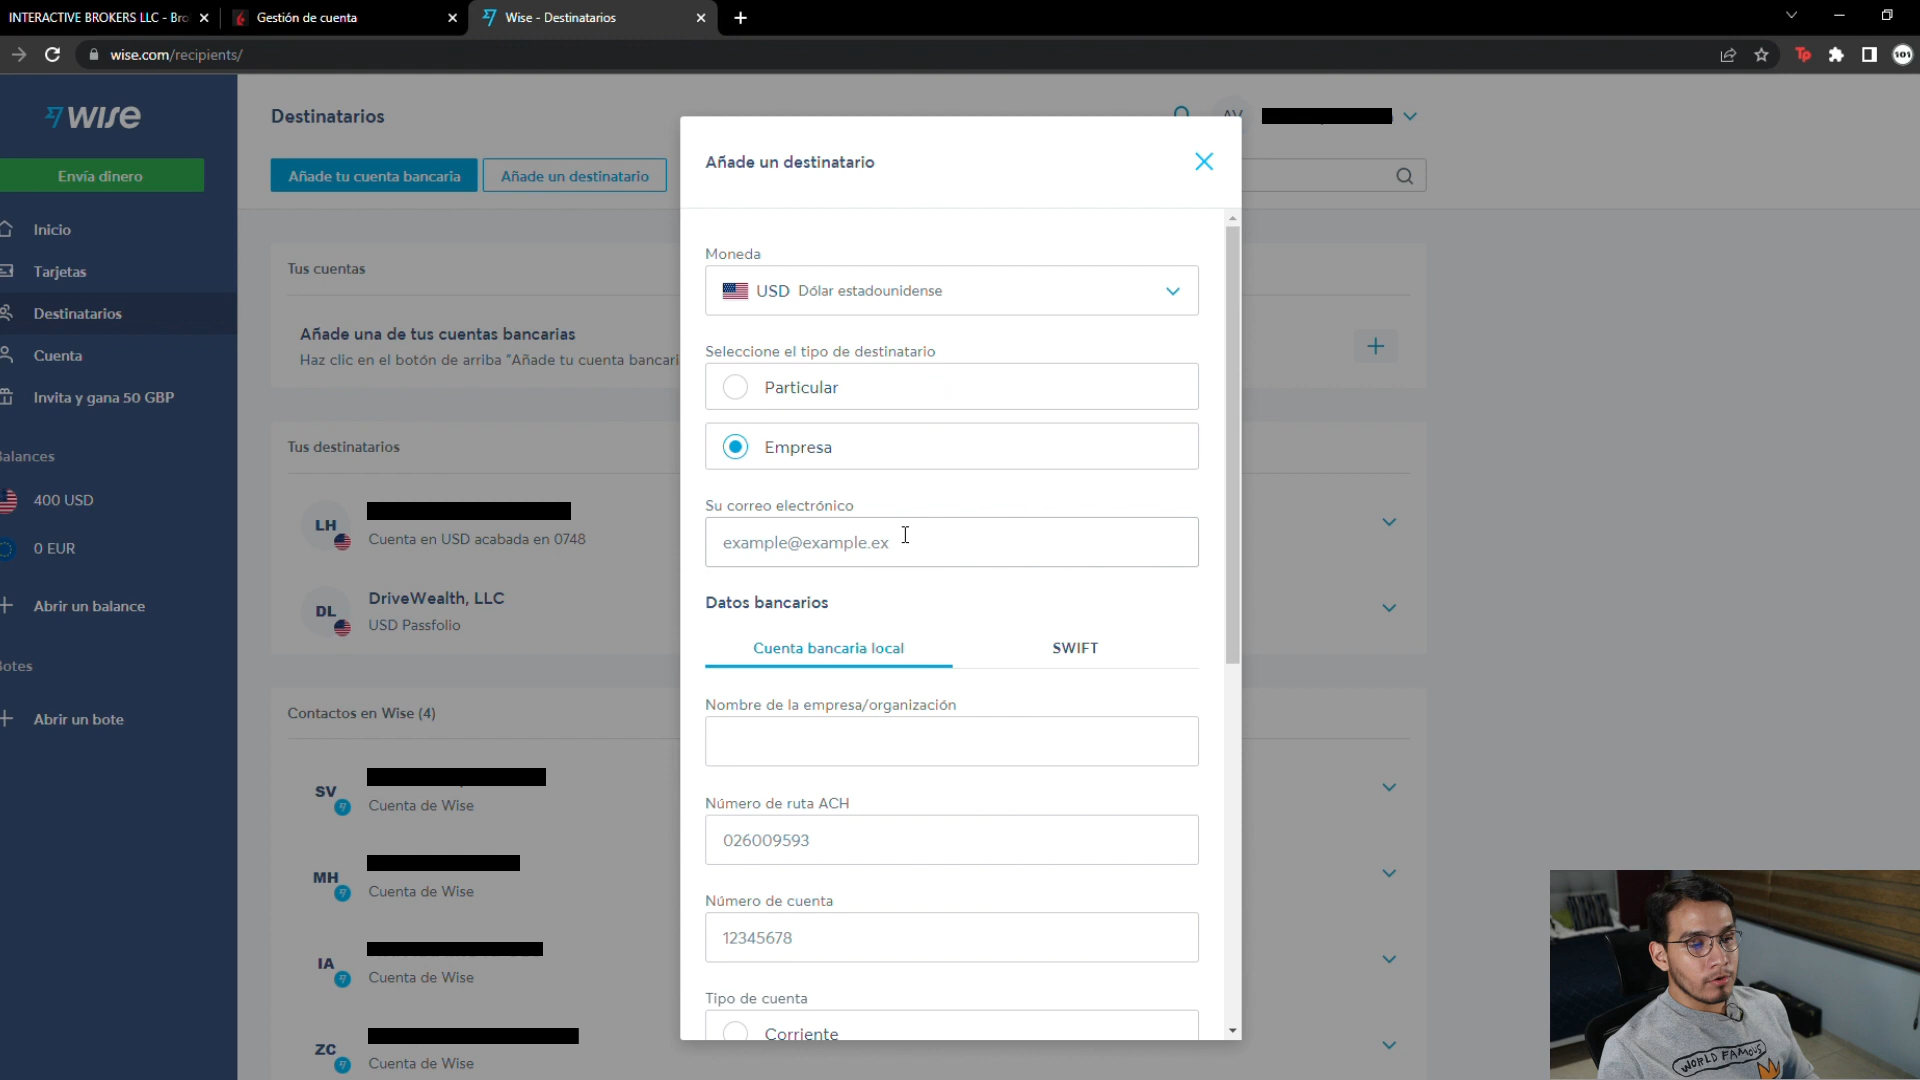 INTERACTIVE BROKERS LLC - Bro
Gestión de cuenta
Wise - Destinatarios
wise.com/recipients/
Tp
101
wise
Envía dinero
Inicio
Tarjetas
Destinatarios
Cuenta
Invita y gana 50 GBP
alances
400 USD
0 EUR
Abrir un balance
otes
Abrir un bote
Destinatarios
Añade tu cuenta bancaria
Añade un destinatario
Tus cuentas
Añade una de tus cuentas bancarias
Haz clic en el botón de arriba "Añade tu cuenta bancari
Tus destinatarios
LH
Cuenta en USD acabada en 0748
DL
DriveWealth, LLC
USD Passfolio
Contactos en Wise (4)
SV
Cuenta de Wise
MH
Cuenta de Wise
IA
Cuenta de Wise
ZC
Cuenta de Wise
Añade un destinatario
Moneda
USD Dólar estadounidense
Seleccione el tipo de destinatario
Particular
Empresa
Su correo electrónico
example@example.ex
Datos bancarios
Cuenta bancaria local
SWIFT
Nombre de la empresa/organización
Número de ruta ACH
026009593
Número de cuenta
12345678
Tipo de cuenta
Corriente
WORLD FAMOUS